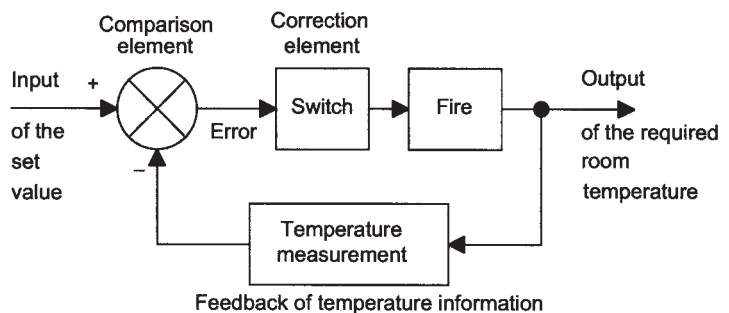 Comparison
element
Correction
element
Input
+
of the
set
value
Error
Switch
Fire
Output
of the required
room
temperature
–
Temperature
measurement
Feedback of temperature information